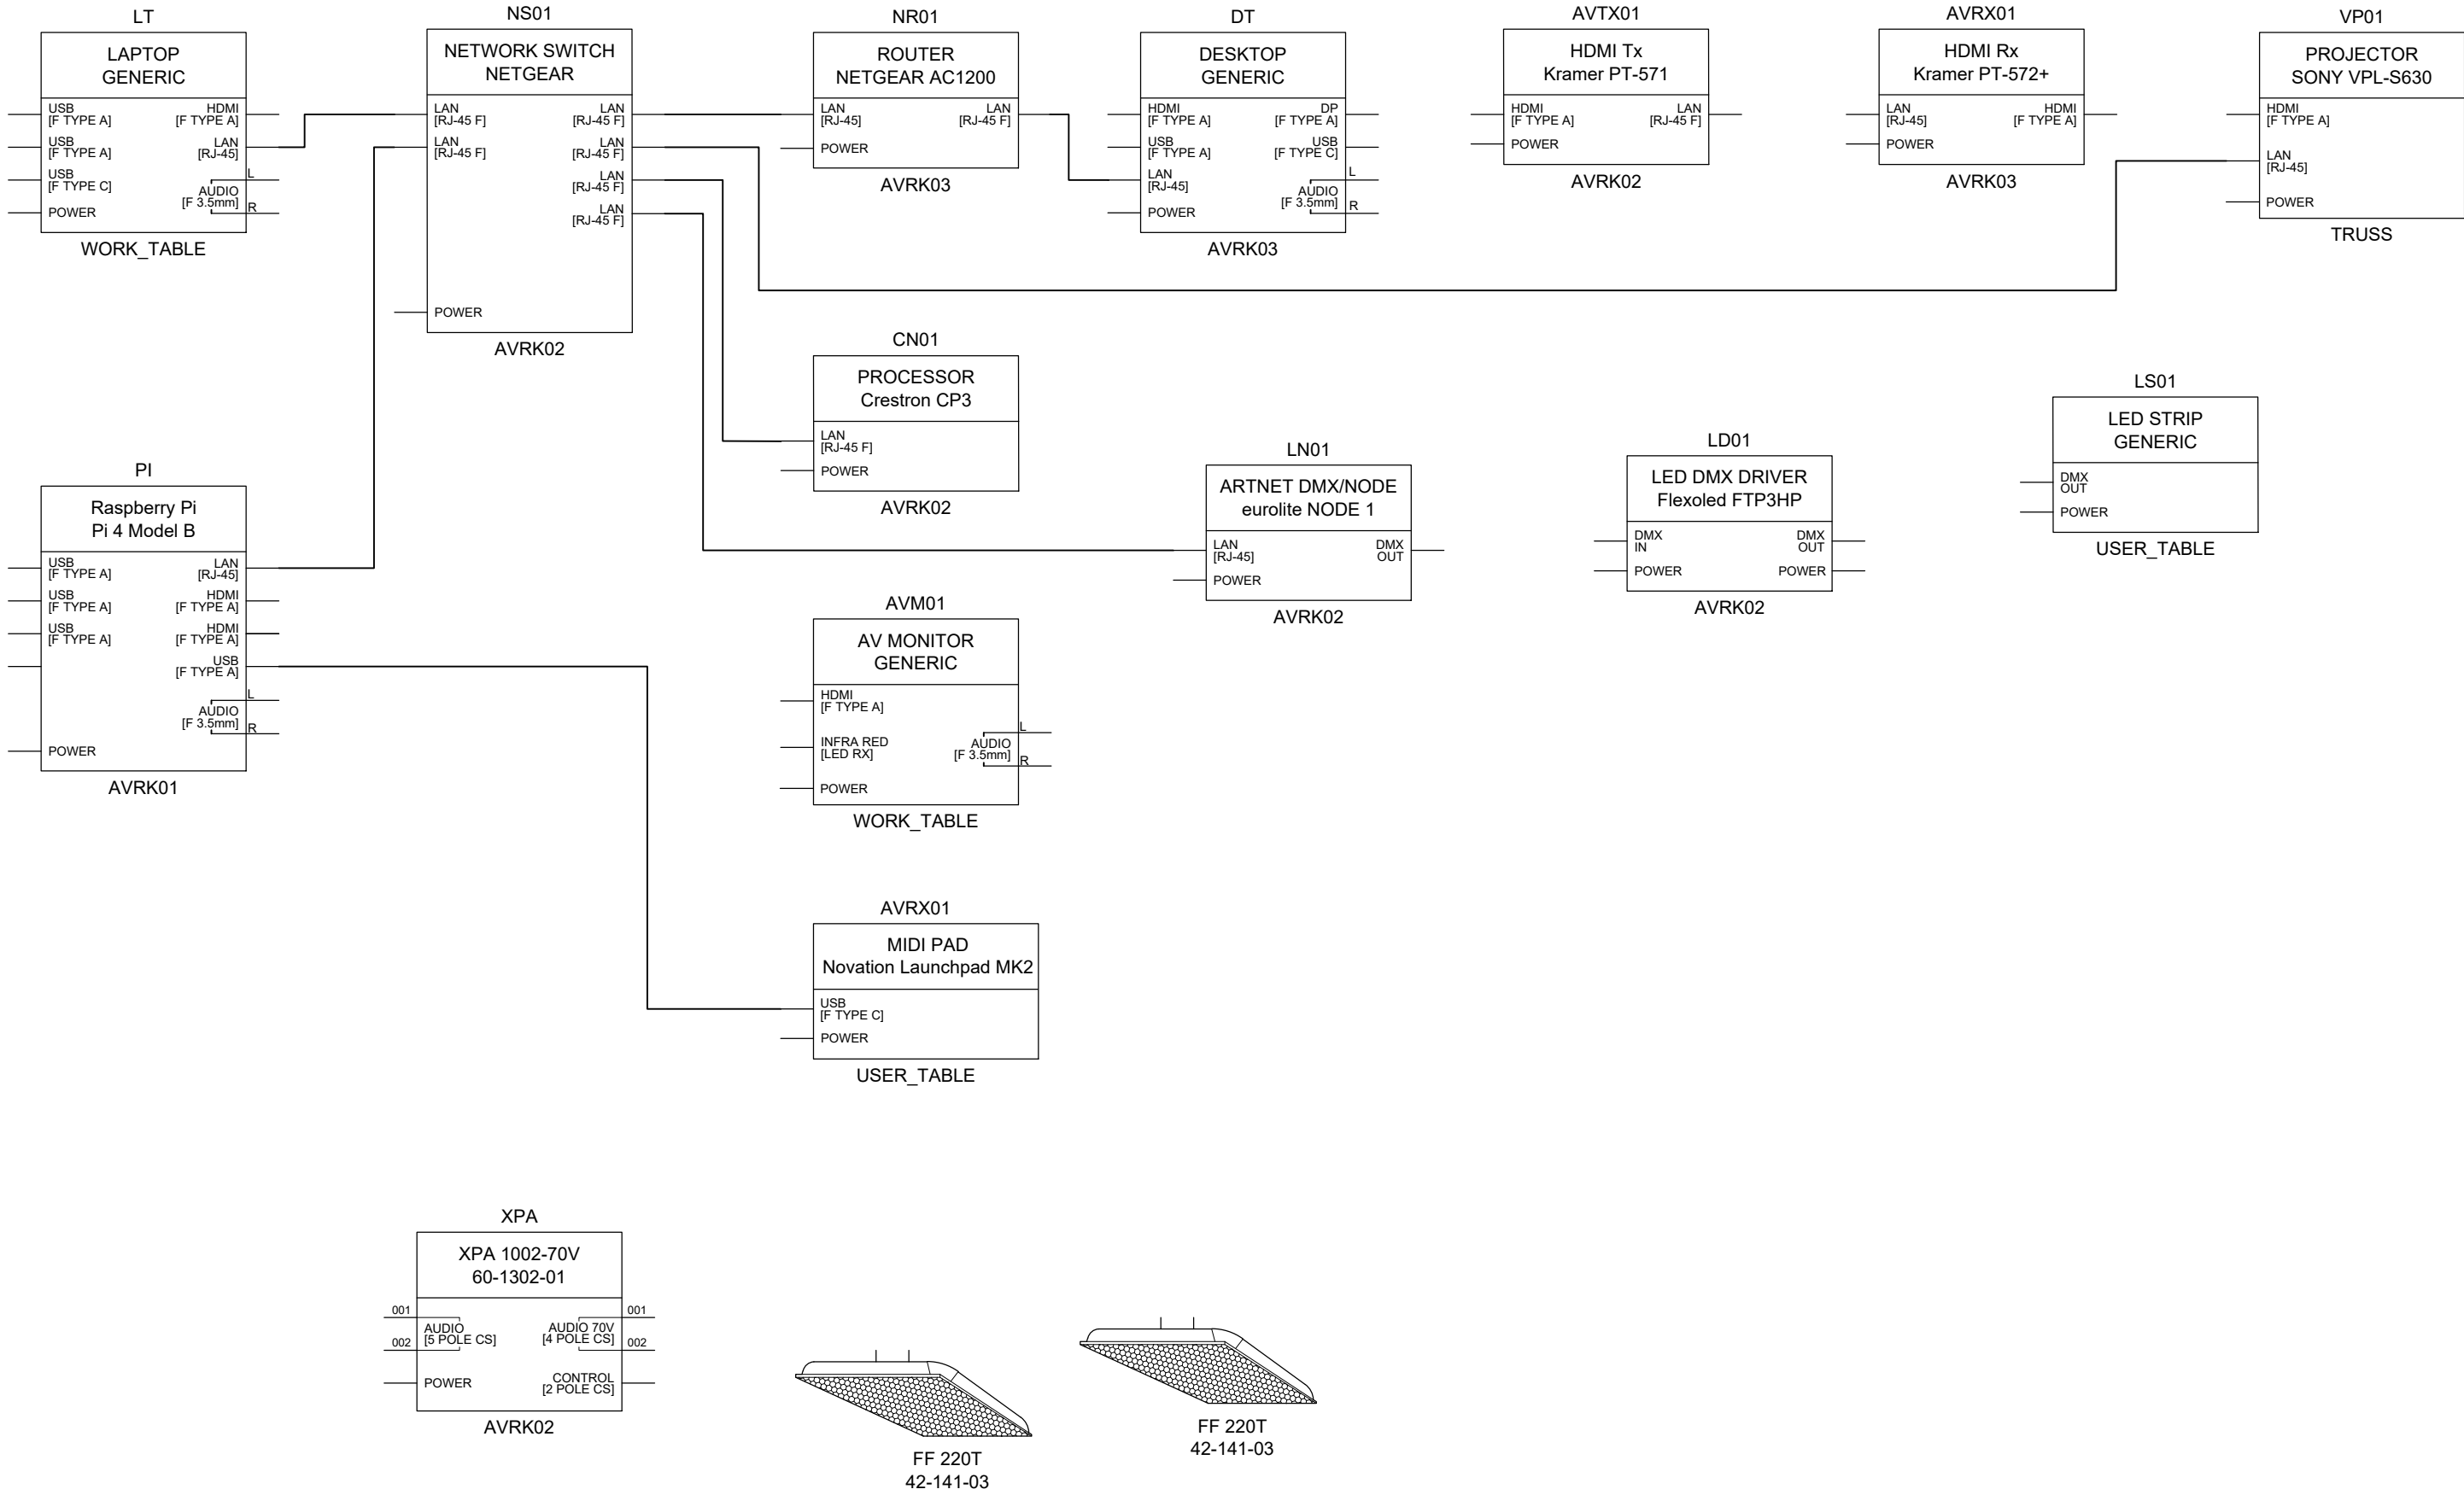 LT
LAPTOP
GENERIC
USB
[F TYPE A]
USB
[F TYPE A]
USB
[F TYPE C]
POWER
HDMI
[F TYPE A]
LAN
[RJ-45]
L
AUDIO
[F 3.5mm]
R
WORK_TABLE
NS01
NETWORK SWITCH
NETGEAR
LAN
[RJ-45 F]
LAN
[RJ-45 F]
POWER
LAN
[RJ-45 F]
LAN
[RJ-45 F]
LAN
[RJ-45 F]
LAN
[RJ-45 F]
AVRK02
NR01
ROUTER
NETGEAR AC1200
LAN
[RJ-45]
POWER
LAN
[RJ-45 F]
AVRK03
DT
DESKTOP
GENERIC
HDMI
[F TYPE A]
USB
[F TYPE A]
LAN
[RJ-45]
POWER
DP
[F TYPE A]
USB
[F TYPE C]
L
AUDIO
[F 3.5mm]
R
AVRK03
AVTX01
HDMI Tx
Kramer PT-571
HDMI
[F TYPE A]
POWER
LAN
[RJ-45 F]
AVRK02
AVRX01
HDMI Rx
Kramer PT-572+
LAN
[RJ-45]
POWER
HDMI
[F TYPE A]
AVRK03
VP01
PROJECTOR
SONY VPL-S630
HDMI
[F TYPE A]
LAN
[RJ-45]
POWER
TRUSS
CN01
PROCESSOR
Crestron CP3
LAN
[RJ-45 F]
POWER
AVRK02
LS01
LED STRIP
GENERIC
DMX
OUT
POWER
USER_TABLE
LN01
ARTNET DMX/NODE
eurolite NODE 1
LAN
[RJ-45]
POWER
DMX
OUT
AVRK02
LD01
LED DMX DRIVER
Flexoled FTP3HP
DMX
IN
POWER
DMX
OUT
POWER
AVRK02
PI
Raspberry Pi
Pi 4 Model B
USB
[F TYPE A]
USB
[F TYPE A]
USB
[F TYPE A]
POWER
LAN
[RJ-45]
HDMI
[F TYPE A]
HDMI
[F TYPE A]
USB
[F TYPE A]
L
AUDIO
[F 3.5mm]
R
AVRK01
AVM01
AV MONITOR
GENERIC
HDMI
[F TYPE A]
INFRA RED
[LED RX]
POWER
L
AUDIO
[F 3.5mm]
R
WORK_TABLE
AVRX01
MIDI PAD
Novation Launchpad MK2
USB
[F TYPE C]
POWER
USER_TABLE
XPA
XPA 1002-70V
60-1302-01
001
AUDIO
[5 POLE CS]
002
POWER
001
AUDIO 70V
[4 POLE CS]
002
CONTROL
[2 POLE CS]
AVRK02
FF 220T
42-141-03
FF 220T
42-141-03